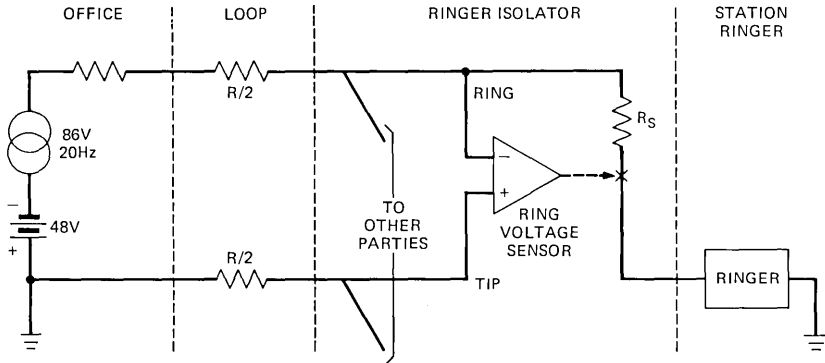 OFFICE
LOOP
RINGER ISOLATOR
STATION
RINGER
R/2
RING
RS
86V
20Hz
−
+
−
48V
+
TO
OTHER
PARTIES
RING
VOLTAGE
SENSOR
R/2
TIP
RINGER